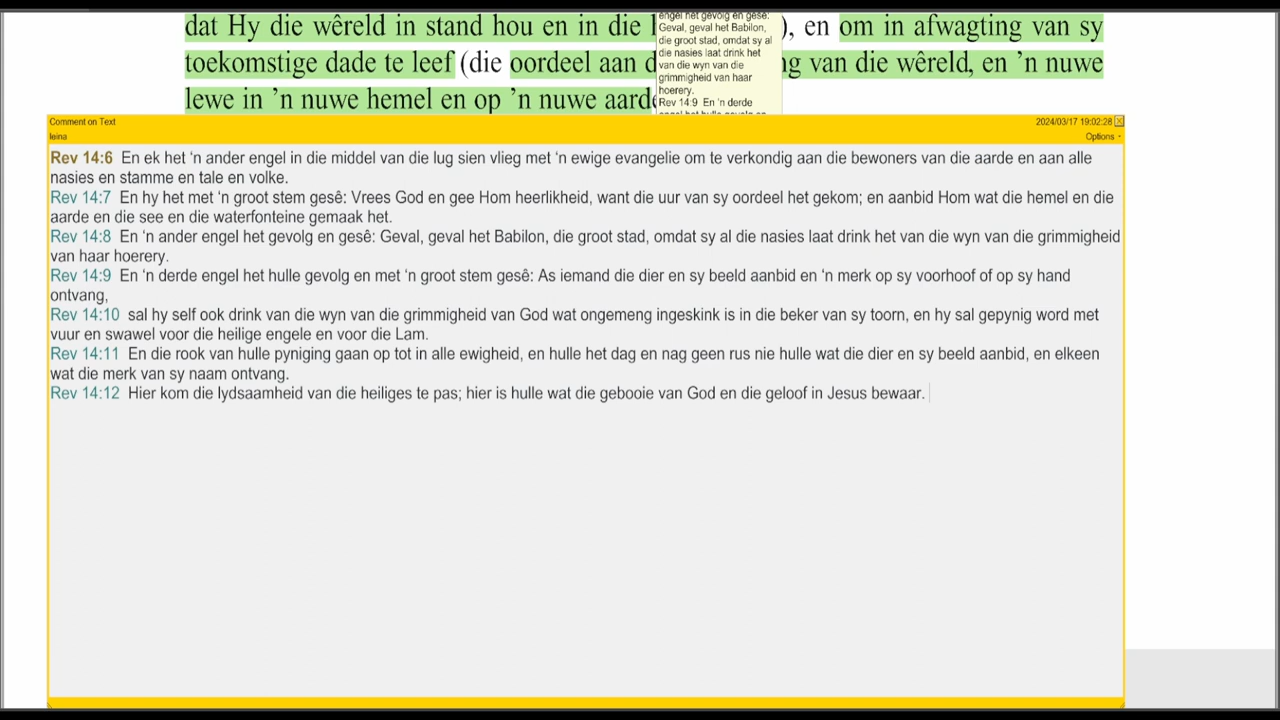 dat Hy die wêreld in stand hou en in die ), en om in afwagting van sy
toekomstige dade te leef (die oordeel aan van die wêreld, en ’n nuwe
lewe in ’n nuwe hemel en op ’n nuwe
engel het gevolg en gesê:
Geval, geval het Babilon,
die groot stad, omdat sy al
die nasies laat drink het
van die wyn van die
grimmigheid van haar
hoerery.
Rev 14:9 En ‘n derde
Comment on Text 2024/03/17 19:02:28
leina Options
Rev 14:6 En ek het ‘n ander engel in die middel van die lug sien vlieg met ‘n ewige evangelie om te verkondig aan die bewoners van die aarde en aan alle
nasies en stamme en tale en volke.
Rev 14:7 En hy het met ‘n groot stem gesê: Vrees God en gee Hom heerlikheid, want die uur van sy oordeel het gekom; en aanbid Hom wat die hemel en die
aarde en die see en die waterfonteine gemaak het.
Rev 14:8 En ‘n ander engel het gevolg en gesê: Geval, geval het Babilon, die groot stad, omdat sy al die nasies laat drink het van die wyn van die grimmigheid
van haar hoerery.
Rev 14:9 En ‘n derde engel het hulle gevolg en met ‘n groot stem gesê: As iemand die dier en sy beeld aanbid en ‘n merk op sy voorhoof of op sy hand
ontvang,
Rev 14:10 sal hy self ook drink van die wyn van die grimmigheid van God wat ongemeng ingeskink is in die beker van sy toorn, en hy sal gepynig word met
vuur en swawel voor die heilige engele en voor die Lam.
Rev 14:11 En die rook van hulle pyniging gaan op tot in alle ewigheid, en hulle het dag en nag geen rus nie hulle wat die dier en sy beeld aanbid, en elkeen
wat die merk van sy naam ontvang.
Rev 14:12 Hier kom die lydsaamheid van die heiliges te pas; hier is hulle wat die gebooie van God en die geloof in Jesus bewaar.